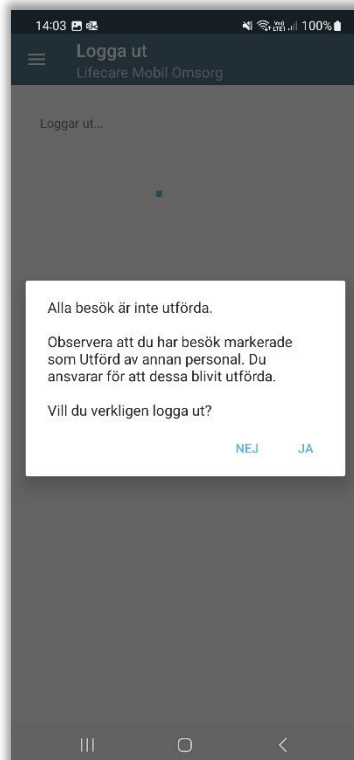 14:03 Vo)) LTE1 100%
Logga ut
Lifecare Mobil Omsorg
Loggar ut...
Alla besök är inte utförda.
Observera att du har besök markerade
som Utförd av annan personal. Du
ansvarar för att dessa blivit utförda.
Vill du verkligen logga ut?
NEJ JA